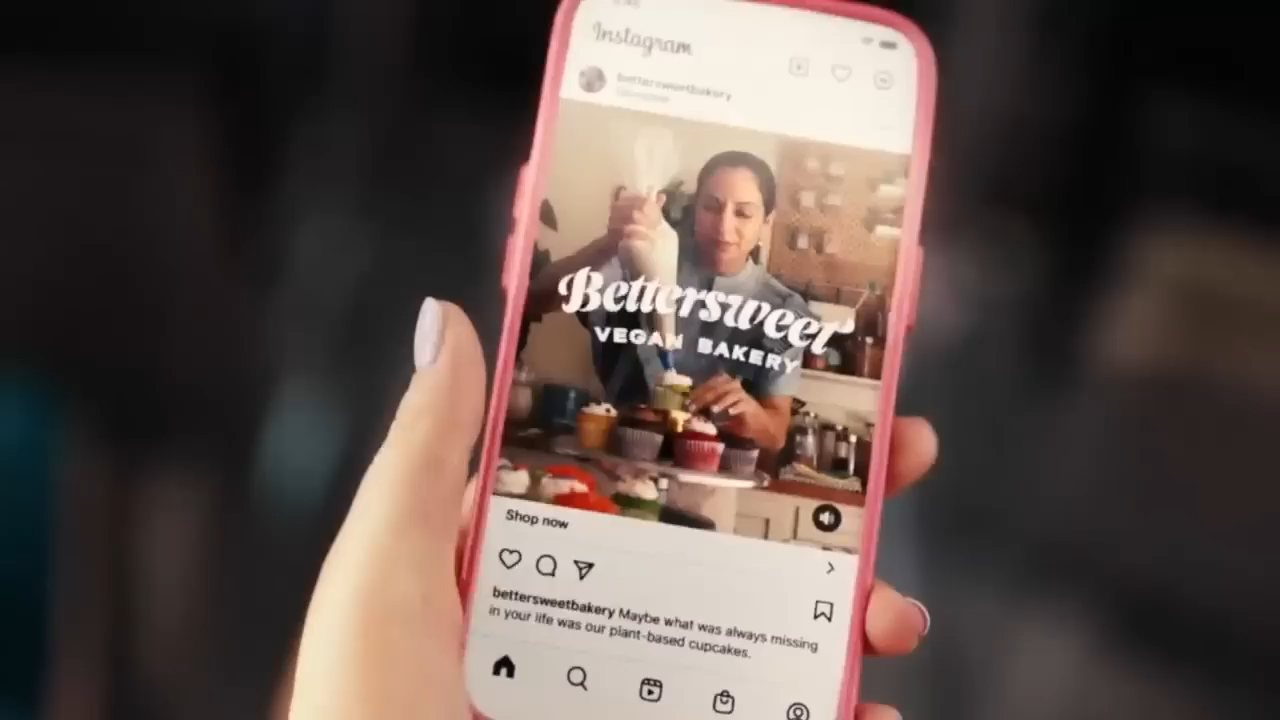 Instagram
bettersweetbakery
Bettersweet
VEGAN BAKERY
Shop now
bettersweetbakery Maybe what was always missing
in your life was our plant-based cupcakes.